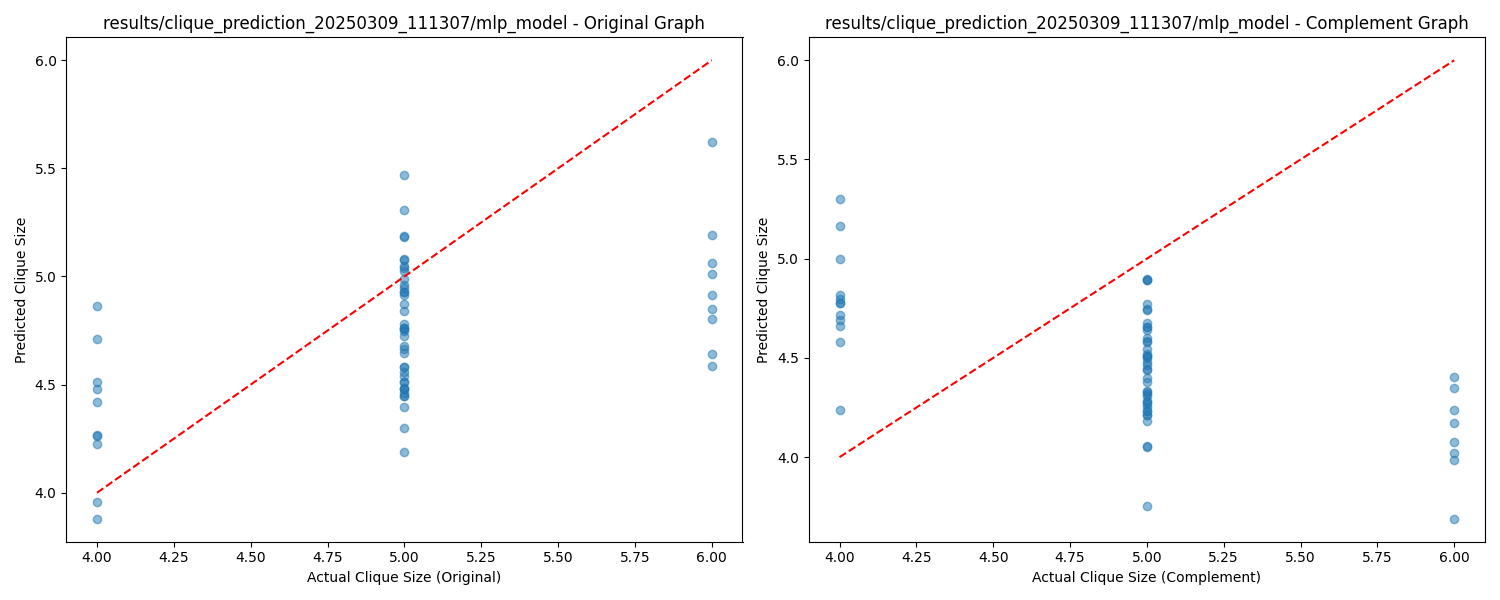 results/clique_prediction_20250309_111307/mlp_model - Original Graph
Predicted Clique Size
6.0
5.5
5.0
4.5
4.0
4.00 4.25 4.50 4.75 5.00 5.25 5.50 5.75 6.00
Actual Clique Size (Original)
results/clique_prediction_20250309_111307/mlp_model - Complement Graph
Predicted Clique Size
6.0
5.5
5.0
4.5
4.0
4.00 4.25 4.50 4.75 5.00 5.25 5.50 5.75 6.00
Actual Clique Size (Complement)